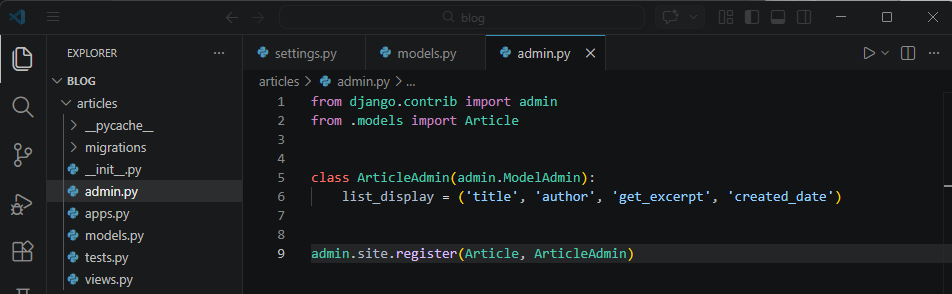 blog
EXPLORER
BLOG
articles
__pycache__
migrations
__init__.py
admin.py
apps.py
models.py
tests.py
views.py
settings.py
models.py
admin.py
articles > admin.py > ...
1 from django.contrib import admin
2 from .models import Article
3
4
5 class ArticleAdmin(admin.ModelAdmin):
6 list_display = ('title', 'author', 'get_excerpt', 'created_date')
7
8
9 admin.site.register(Article, ArticleAdmin)